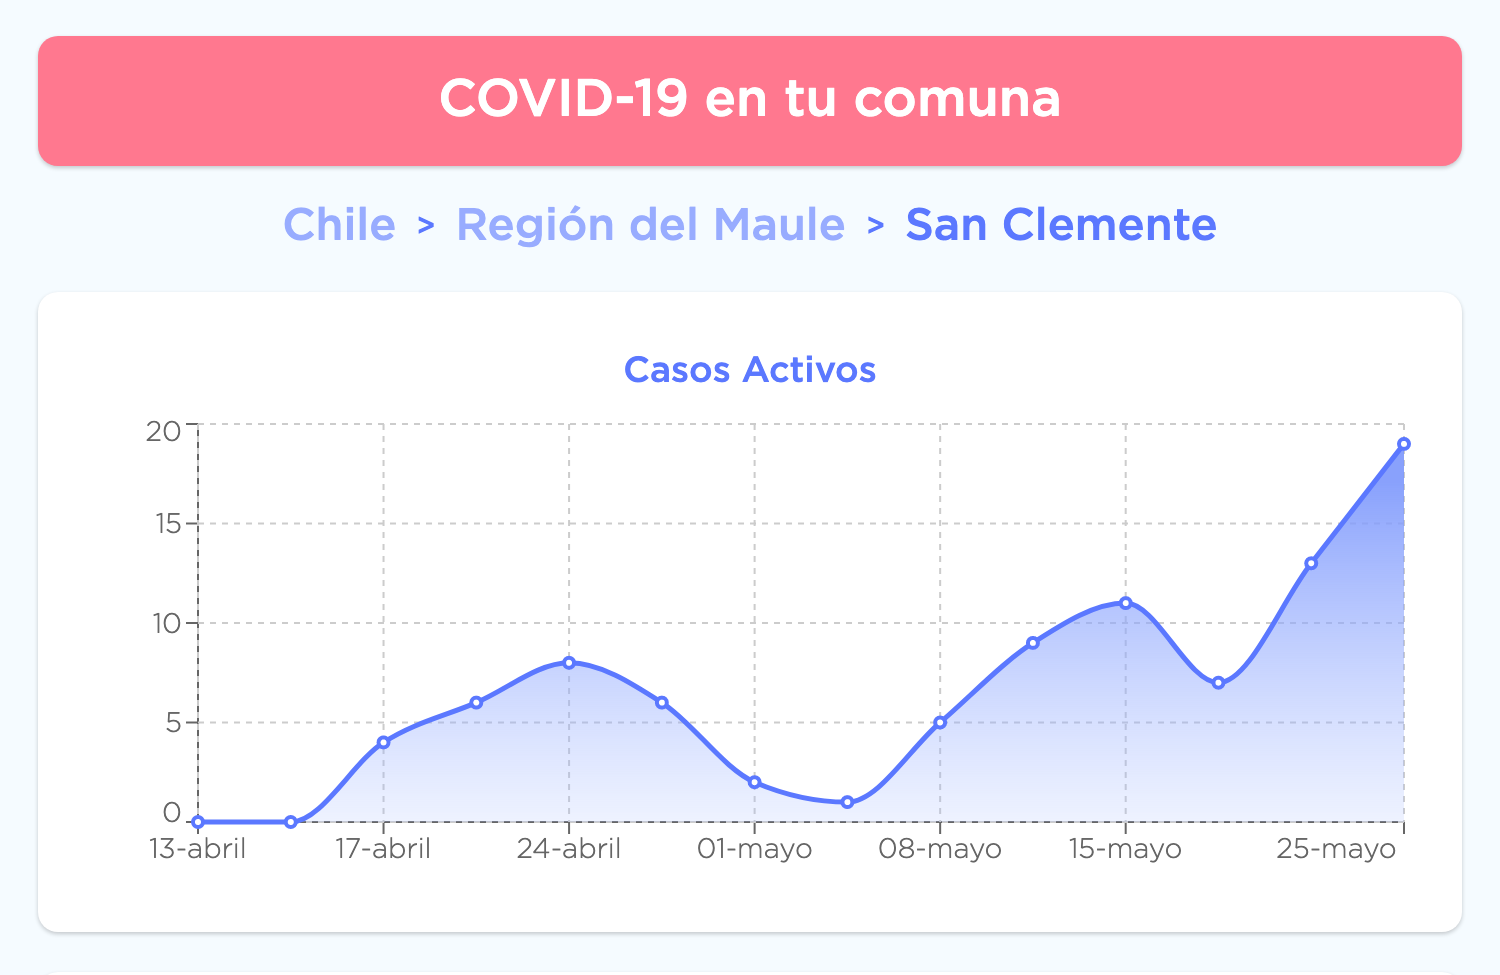 COVID-19 en tu comuna
Chile > Región del Maule > San Clemente
Casos Activos
20
15
10
5
0
13-abril 17-abril 24-abril 01-mayo 08-mayo 15-mayo 25-mayo